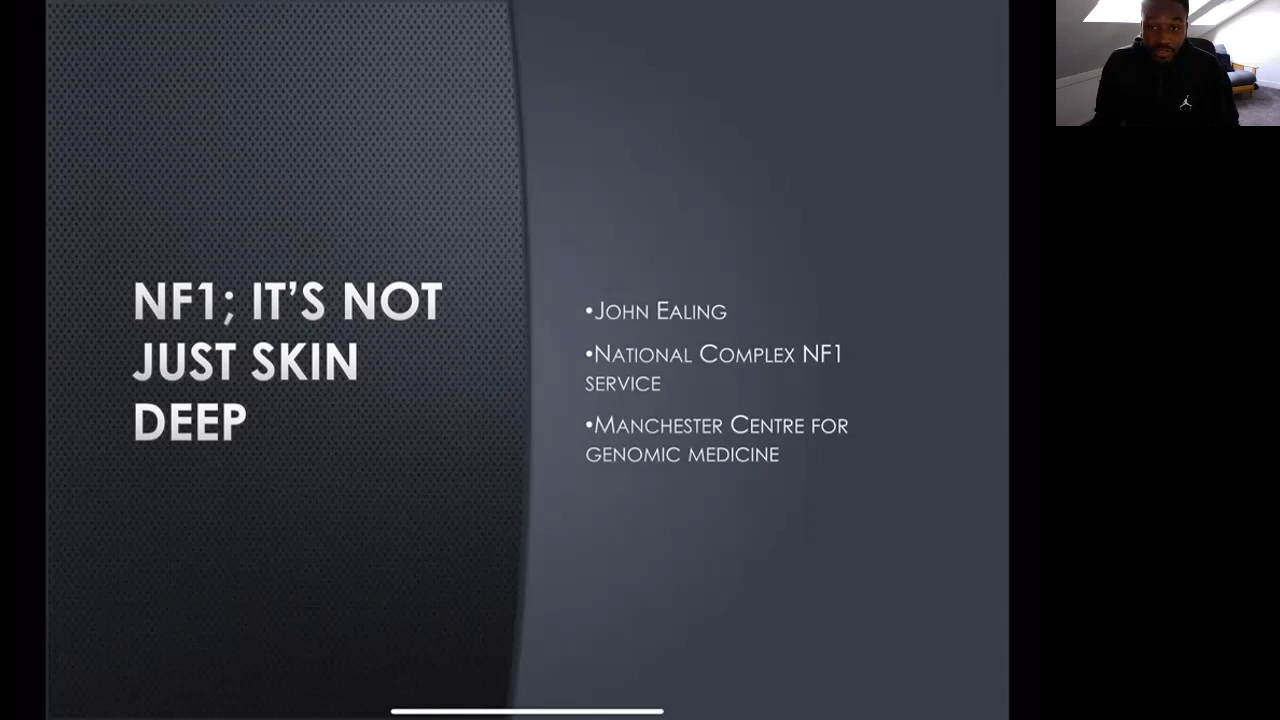 NF1; IT’S NOT
JUST SKIN
DEEP
•John Ealing
•National Complex NF1
service
•Manchester Centre for
genomic medicine